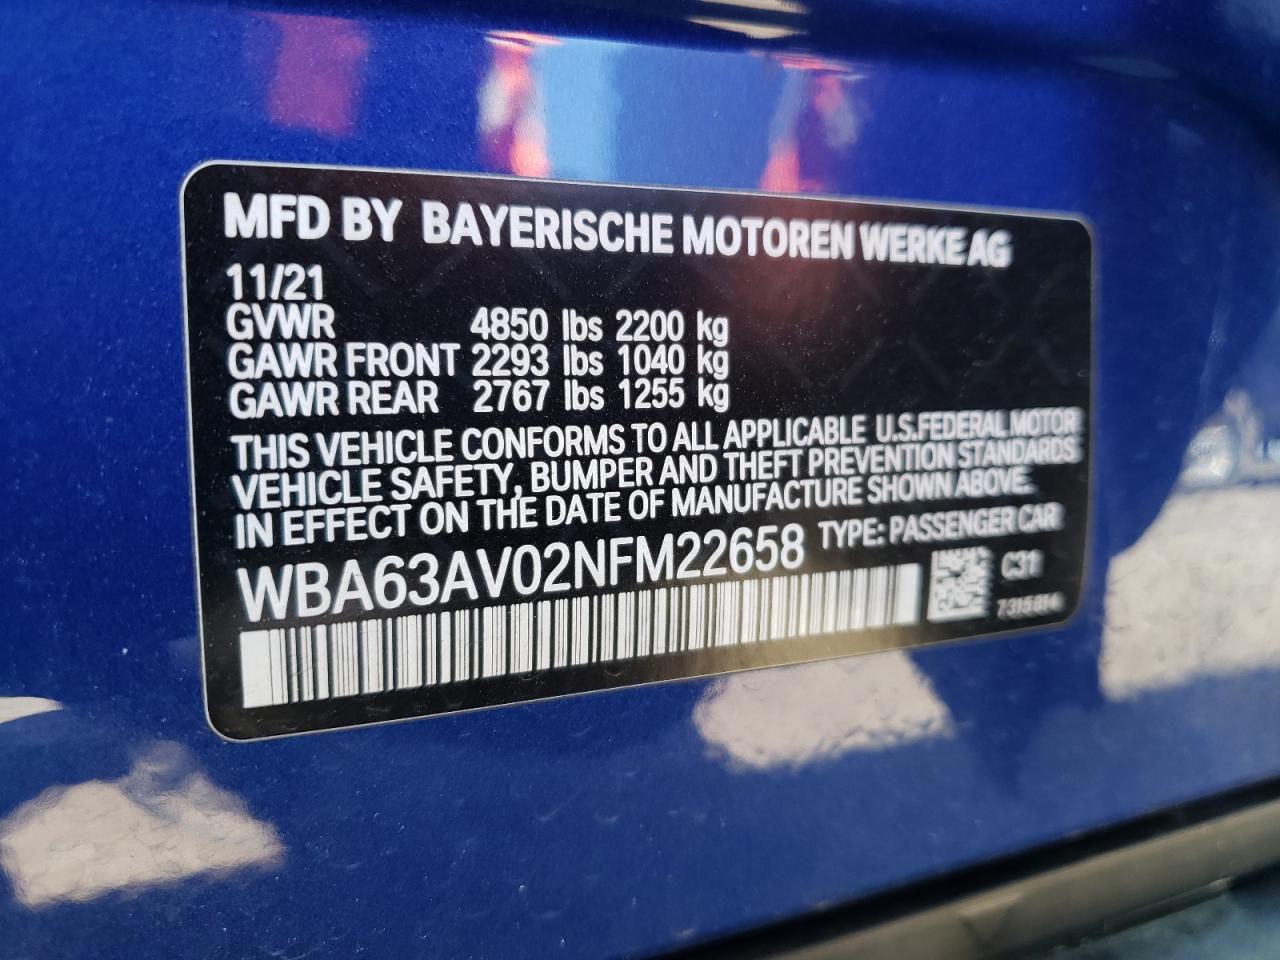 MFD BY BAYERISCHE MOTOREN WERKE AG
11/21
GVWR 4850 lbs 2200 kg
GAWR FRONT 2293 lbs 1040 kg
GAWR REAR 2767 lbs 1255 kg
THIS VEHICLE CONFORMS TO ALL APPLICABLE U.S.FEDERAL MOTOR
VEHICLE SAFETY, BUMPER AND THEFT PREVENTION STANDARDS
IN EFFECT ON THE DATE OF MANUFACTURE SHOWN ABOVE.
WBA63AV02NFM22658 TYPE: PASSENGER CAR
C31
7315814